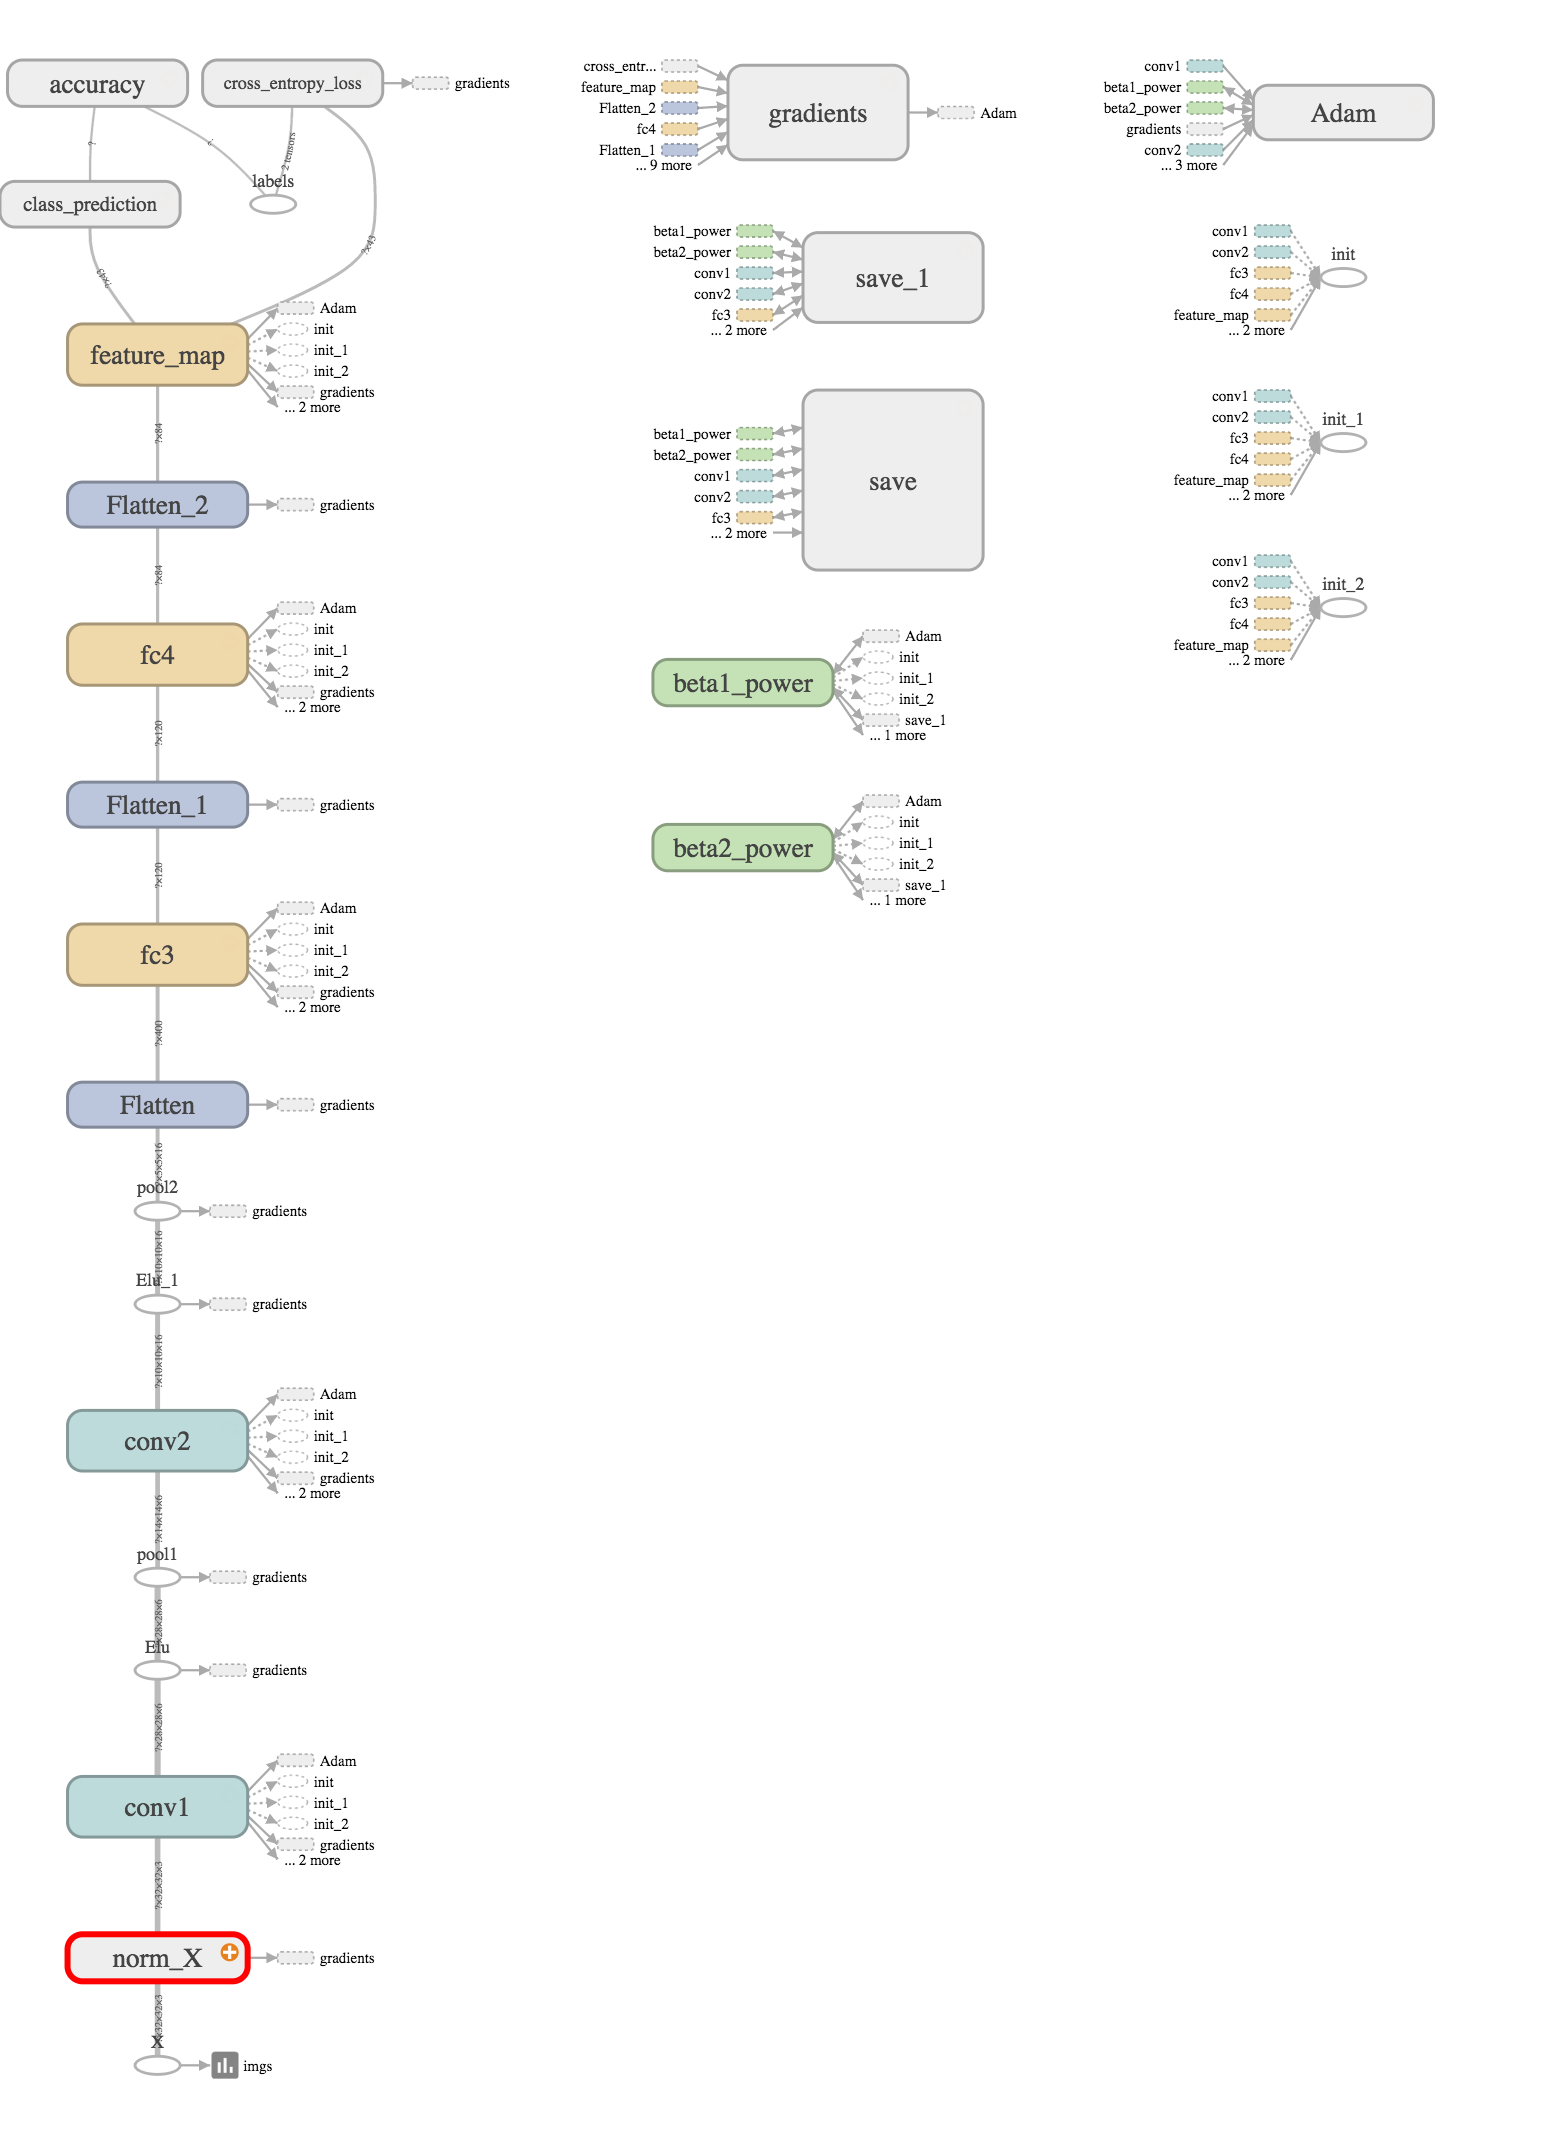 accuracy
cross_entropy_loss
gradients
?
?
2 tensors
labels
class_prediction
?x43
?x43
feature_map
Adam
init
init_1
init_2
gradients
... 2 more
?x84
Flatten_2
gradients
?x84
fc4
Adam
init
init_1
init_2
gradients
... 2 more
?x120
Flatten_1
gradients
?x120
fc3
Adam
init
init_1
init_2
gradients
... 2 more
?x400
Flatten
gradients
?x5x5x16
pool2
gradients
?x10x10x16
Elu_1
gradients
?x10x10x16
conv2
Adam
init
init_1
init_2
gradients
... 2 more
?x14x14x6
pool1
gradients
?x28x28x6
Elu
gradients
?x28x28x6
conv1
Adam
init
init_1
init_2
gradients
... 2 more
?x32x32x3
norm_X
gradients
?x32x32x3
X
imgs
cross_entr...
feature_map
Flatten_2
fc4
Flatten_1
... 9 more
gradients
Adam
beta1_power
beta2_power
conv1
conv2
fc3
... 2 more
save_1
beta1_power
beta2_power
conv1
conv2
fc3
... 2 more
save
beta1_power
Adam
init
init_1
init_2
save_1
... 1 more
beta2_power
Adam
init
init_1
init_2
save_1
... 1 more
conv1
beta1_power
beta2_power
gradients
conv2
... 3 more
Adam
conv1
conv2
fc3
fc4
feature_map
... 2 more
init
conv1
conv2
fc3
fc4
feature_map
... 2 more
init_1
conv1
conv2
fc3
fc4
feature_map
... 2 more
init_2